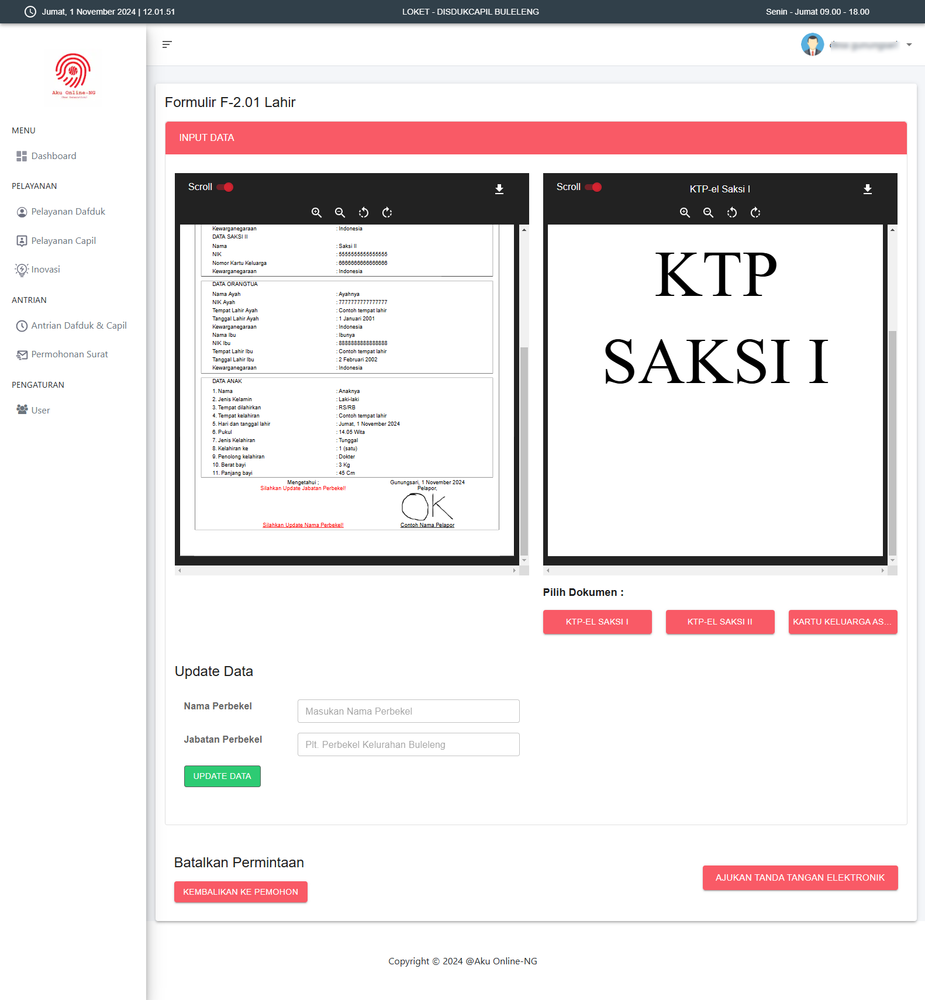 Jumat, 1 November 2024 | 12.01.51
LOKET - DISDUKCAPIL BULELENG
Senin - Jumat 09.00 - 18.00
Aku Online-NG
(New Generation)
MENU
Dashboard
PELAYANAN
Pelayanan Dafduk
Pelayanan Capil
Inovasi
ANTRIAN
Antrian Dafduk & Capil
Permohonan Surat
PENGATURAN
User
Formulir F-2.01 Lahir
INPUT DATA
Scroll
Kewarganegaraan : Indonesia
DATA SAKSI II
Nama : Saksi II
NIK : 5555555555555555
Nomor Kartu Keluarga : 6666666666666666
Kewarganegaraan : Indonesia
DATA ORANGTUA
Nama Ayah : Ayahnya
NIK Ayah : 7777777777777777
Tempat Lahir Ayah : Contoh tempat lahir
Tanggal Lahir Ayah : 1 Januari 2001
Kewarganegaraan : Indonesia
Nama Ibu : Ibunya
NIK Ibu : 8888888888888888
Tempat Lahir Ibu : Contoh tempat lahir
Tanggal Lahir Ibu : 2 Februari 2002
Kewarganegaraan : Indonesia
DATA ANAK
1. Nama : Anaknya
2. Jenis Kelamin : Laki-laki
3. Tempat dilahirkan : RS/RB
4. Tempat kelahiran : Contoh tempat lahir
5. Hari dan tanggal lahir : Jumat, 1 November 2024
6. Pukul : 14.05 Wita
7. Jenis Kelahiran : Tunggal
8. Kelahiran ke : 1 (satu)
9. Penolong kelahiran : Dokter
10. Berat bayi : 3 Kg
11. Panjang bayi : 45 Cm
Mengetahui ;
Silahkan Update Jabatan Perbekel!
Silahkan Update Nama Perbekel!
Gunungsari, 1 November 2024
Pelapor,
OK
Contoh Nama Pelapor
Scroll
KTP-el Saksi I
KTP
SAKSI I
Pilih Dokumen :
KTP-EL SAKSI I
KTP-EL SAKSI II
KARTU KELUARGA AS...
Update Data
Nama Perbekel
Masukan Nama Perbekel
Jabatan Perbekel
Plt. Perbekel Kelurahan Buleleng
UPDATE DATA
Batalkan Permintaan
KEMBALIKAN KE PEMOHON
AJUKAN TANDA TANGAN ELEKTRONIK
Copyright © 2024 @Aku Online-NG